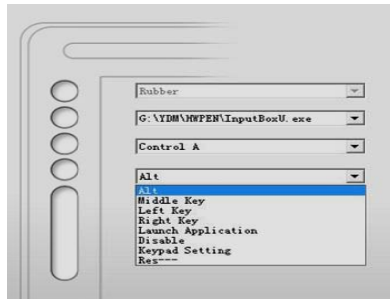 Rubber
G:\YDM\HWPEN\InputBoxU.exe
Control A
Alt
Alt
Middle Key
Left Key
Right Key
Launch Application
Disable
Keypad Setting
Res---